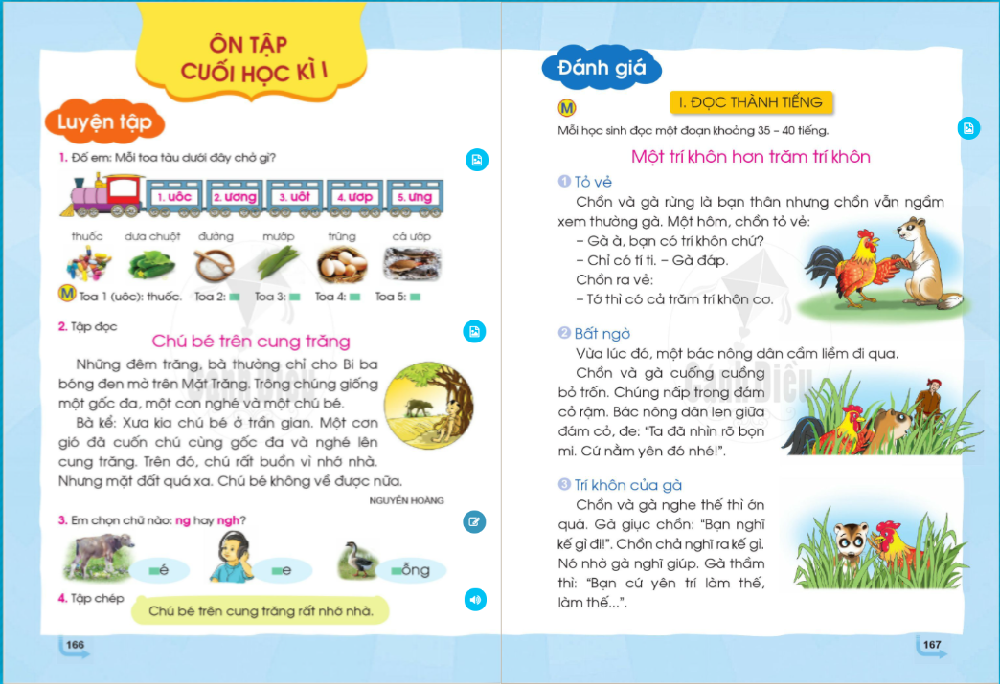 ÔN TẬP
CUỐI HỌC KÌ I
Luyện tập
1. Đố em: Mỗi toa tàu dưới đây chở gì?
1. uôc 2. ương 3. uôt 4. ươp 5. ưng
thuốc dưa chuột đường mướp trứng cá ướp
M Toa 1 (uôc): thuốc. Toa 2: Toa 3: Toa 4: Toa 5:
2. Tập đọc
Chú bé trên cung trăng
Những đêm trăng, bà thường chỉ cho Bi ba
bóng đen mờ trên Mặt Trăng. Trông chúng giống
một gốc đa, một con nghé và một chú bé.
Bà kể: Xưa kia chú bé ở trần gian. Một cơn
gió đã cuốn chú cùng gốc đa và nghé lên
cung trăng. Trên đó, chú rất buồn vì nhớ nhà.
Nhưng mặt đất quá xa. Chú bé không về được nữa.
NGUYỄN HOÀNG
3. Em chọn chữ nào: ng hay ngh?
é e ỗng
4. Tập chép
Chú bé trên cung trăng rất nhớ nhà.
166
Đánh giá
I. ĐỌC THÀNH TIẾNG
M
Mỗi học sinh đọc một đoạn khoảng 35 – 40 tiếng.
Một trí khôn hơn trăm trí khôn
1 Tỏ vẻ
Chồn và gà rừng là bạn thân nhưng chồn vẫn ngầm
xem thường gà. Một hôm, chồn tỏ vẻ:
– Gà à, bạn có trí khôn chứ?
– Chỉ có tí ti. – Gà đáp.
Chồn ra vẻ:
– Tớ thì có cả trăm trí khôn cơ.
2 Bất ngờ
Vừa lúc đó, một bác nông dân cầm liềm đi qua.
Chồn và gà cuống cuồng
bỏ trốn. Chúng nấp trong đám
cỏ rậm. Bác nông dân len giữa
đám cỏ, đe: “Ta đã nhìn rõ bọn
mi. Cứ nằm yên đó nhé!”.
3 Trí khôn của gà
Chồn và gà nghe thế thì ớn
quá. Gà giục chồn: “Bạn nghĩ
kế gì đi!”. Chồn chả nghĩ ra kế gì.
Nó nhờ gà nghĩ giúp. Gà thầm
thì: “Bạn cứ yên trí làm thế,
làm thế...”.
167
Cánh Diều